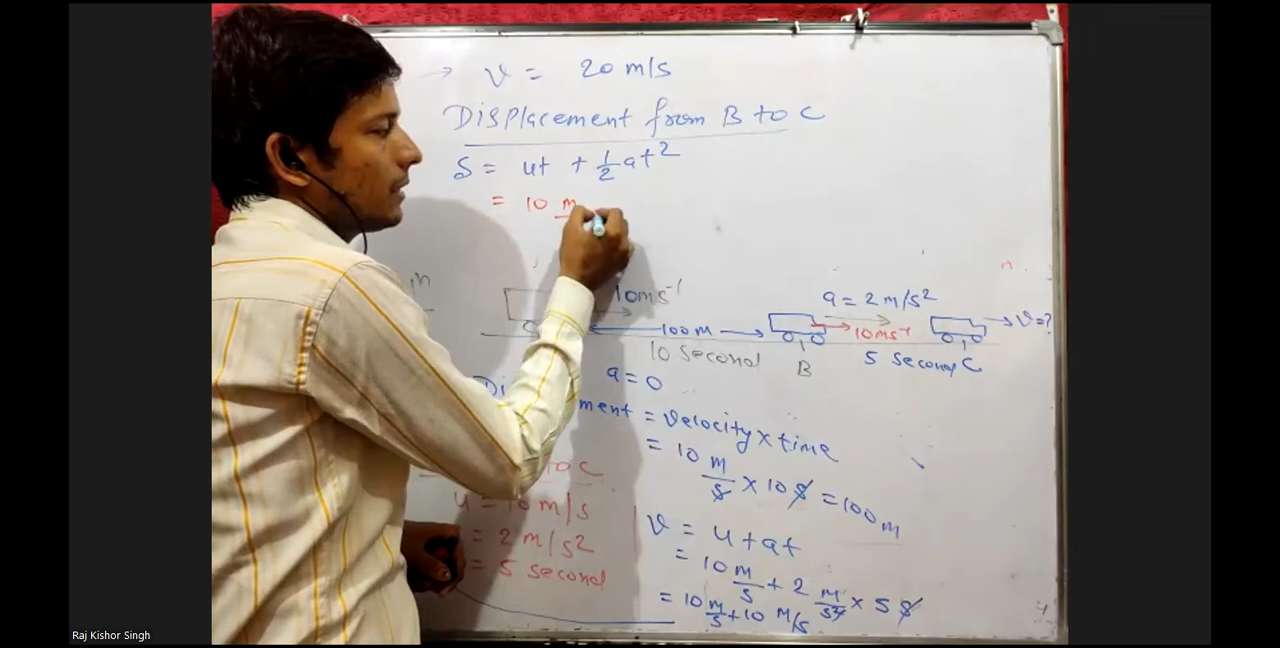 → v = 20 m/s
Displacement from B to C
S = ut + 1/2 at²
= 10 m
10ms⁻¹
a = 2 m/s²
100 m
10ms⁻¹
v = ?
10 second
B
5 second C
a = 0
ment = velocity × time
= 10 m/s × 10 s = 100 m
to C
u = 10 m/s
= 2 m/s²
= 5 second
v = u + at
= 10 m/s + 2 m/s² × 5 s
= 10 m/s + 10 m/s
Raj Kishor Singh